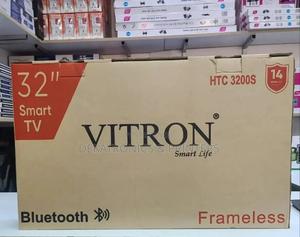 32"
Smart
TV
HTC 3200S
14
VITRON®
Smart Life
Bluetooth
Frameless